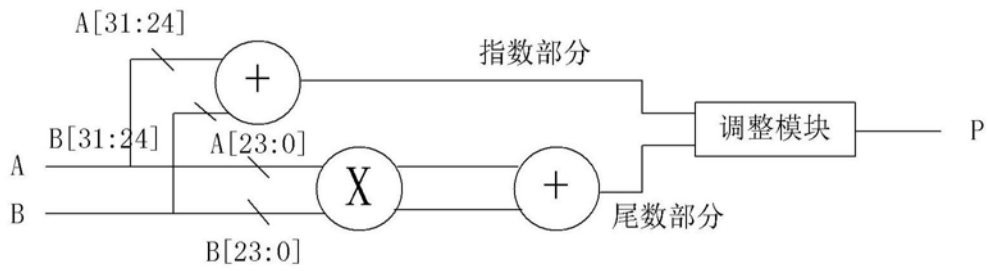 A[31:24]
+
指数部分
B[31:24]
A[23:0]
调整模块
P
A
X
+
B
尾数部分
B[23:0]